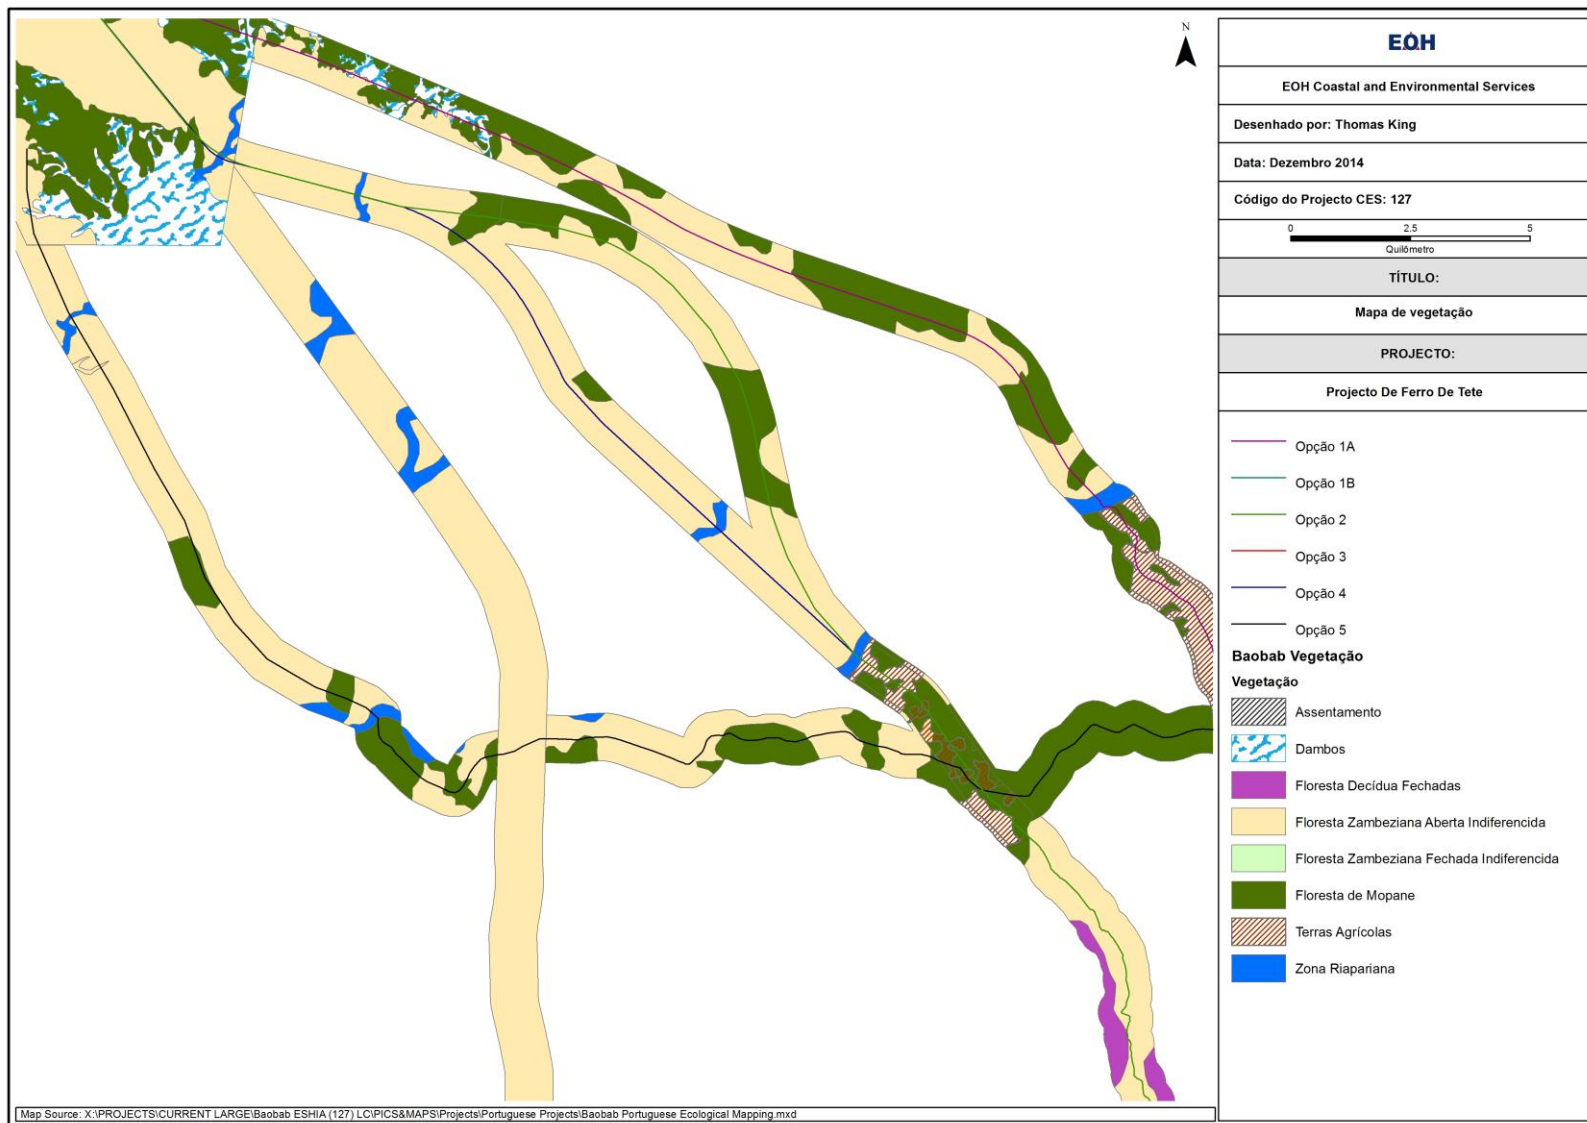 N
EOH
EOH Coastal and Environmental Services
Desenhado por: Thomas King
Data: Dezembro 2014
Código do Projecto CES: 127
0 2.5 5
Quilômetro
TÍTULO:
Mapa de vegetação
PROJECTO:
Projecto De Ferro De Tete
Opção 1A
Opção 1B
Opção 2
Opção 3
Opção 4
Opção 5
Baobab Vegetação
Vegetação
Assentamento
Dambos
Floresta Decídua Fechadas
Floresta Zambeziana Aberta Indiferencida
Floresta Zambeziana Fechada Indiferencida
Floresta de Mopane
Terras Agrícolas
Zona Riapariana
Map Source: X:\PROJECTS\CURRENT LARGE\Baobab ESHIA (127) LC\PICS&MAPS\Projects\Portuguese Projects\Baobab Portuguese Ecological Mapping.mxd